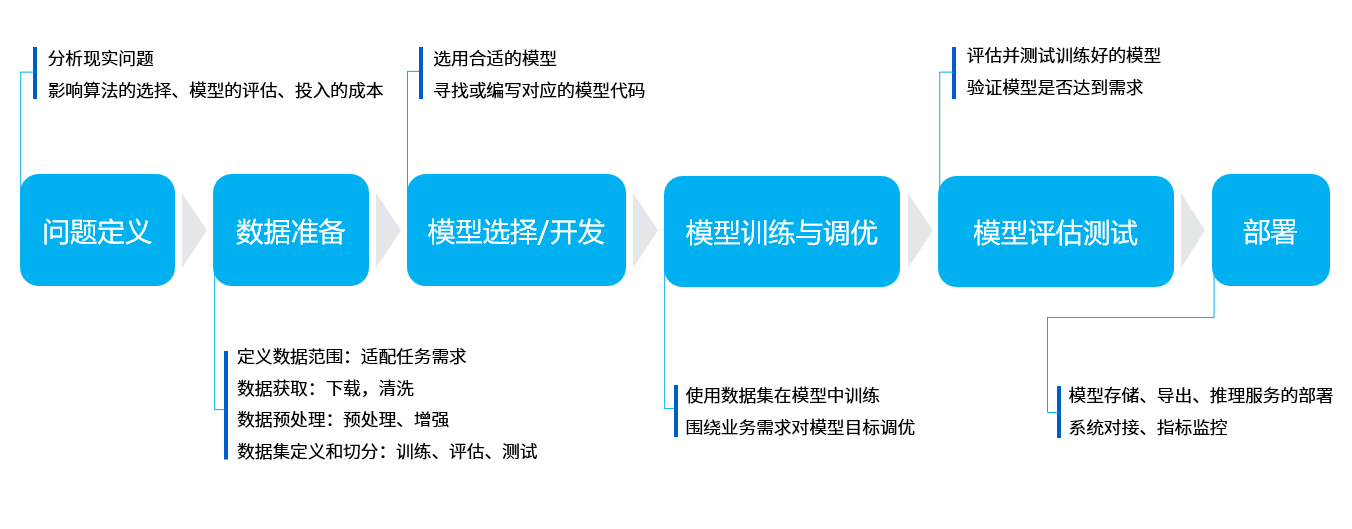 分析现实问题
影响算法的选择、模型的评估、投入的成本
选用合适的模型
寻找或编写对应的模型代码
评估并测试训练好的模型
验证模型是否达到需求
问题定义
数据准备
模型选择/开发
模型训练与调优
模型评估测试
部署
定义数据范围：适配任务需求
数据获取：下载，清洗
数据预处理：预处理、增强
数据集定义和切分：训练、评估、测试
使用数据集在模型中训练
围绕业务需求对模型目标调优
模型存储、导出、推理服务的部署
系统对接、指标监控